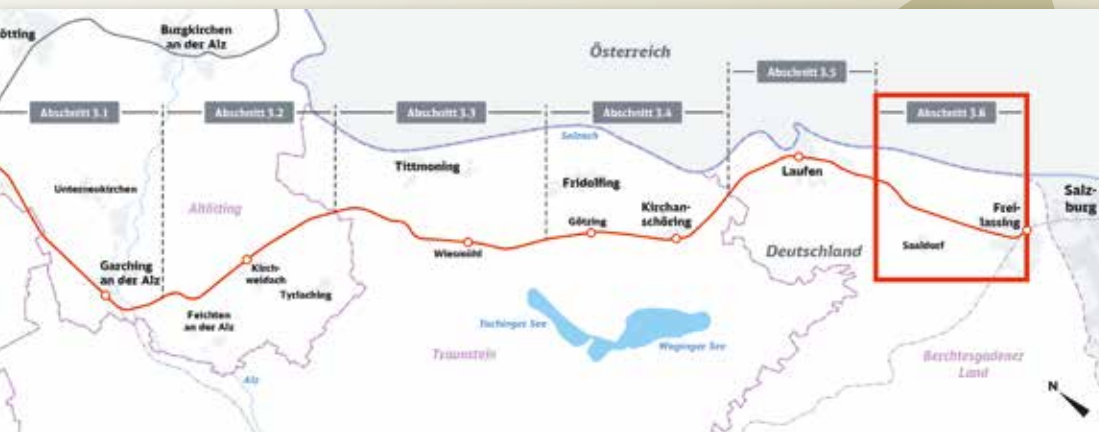 ötting
Burgkirchen
an der Alz
Österreich
Abschnitt 3.1
Abschnitt 3.2
Abschnitt 3.3
Abschnitt 3.4
Abschnitt 3.5
Abschnitt 3.6
Salzach
Unterneukirchen
Altötting
Tittmoning
Fridolfing
Laufen
Kirchan-
schöring
Götzing
Wiesmühl
Frei-
lassing
Salz-
burg
Saaldorf
Deutschland
Garching
an der Alz
Kirch-
weidach
Tyrlaching
Feichten
an der Alz
Tachinger See
Waginger See
Traunstein
Berchtesgadener
Land
Alz
N